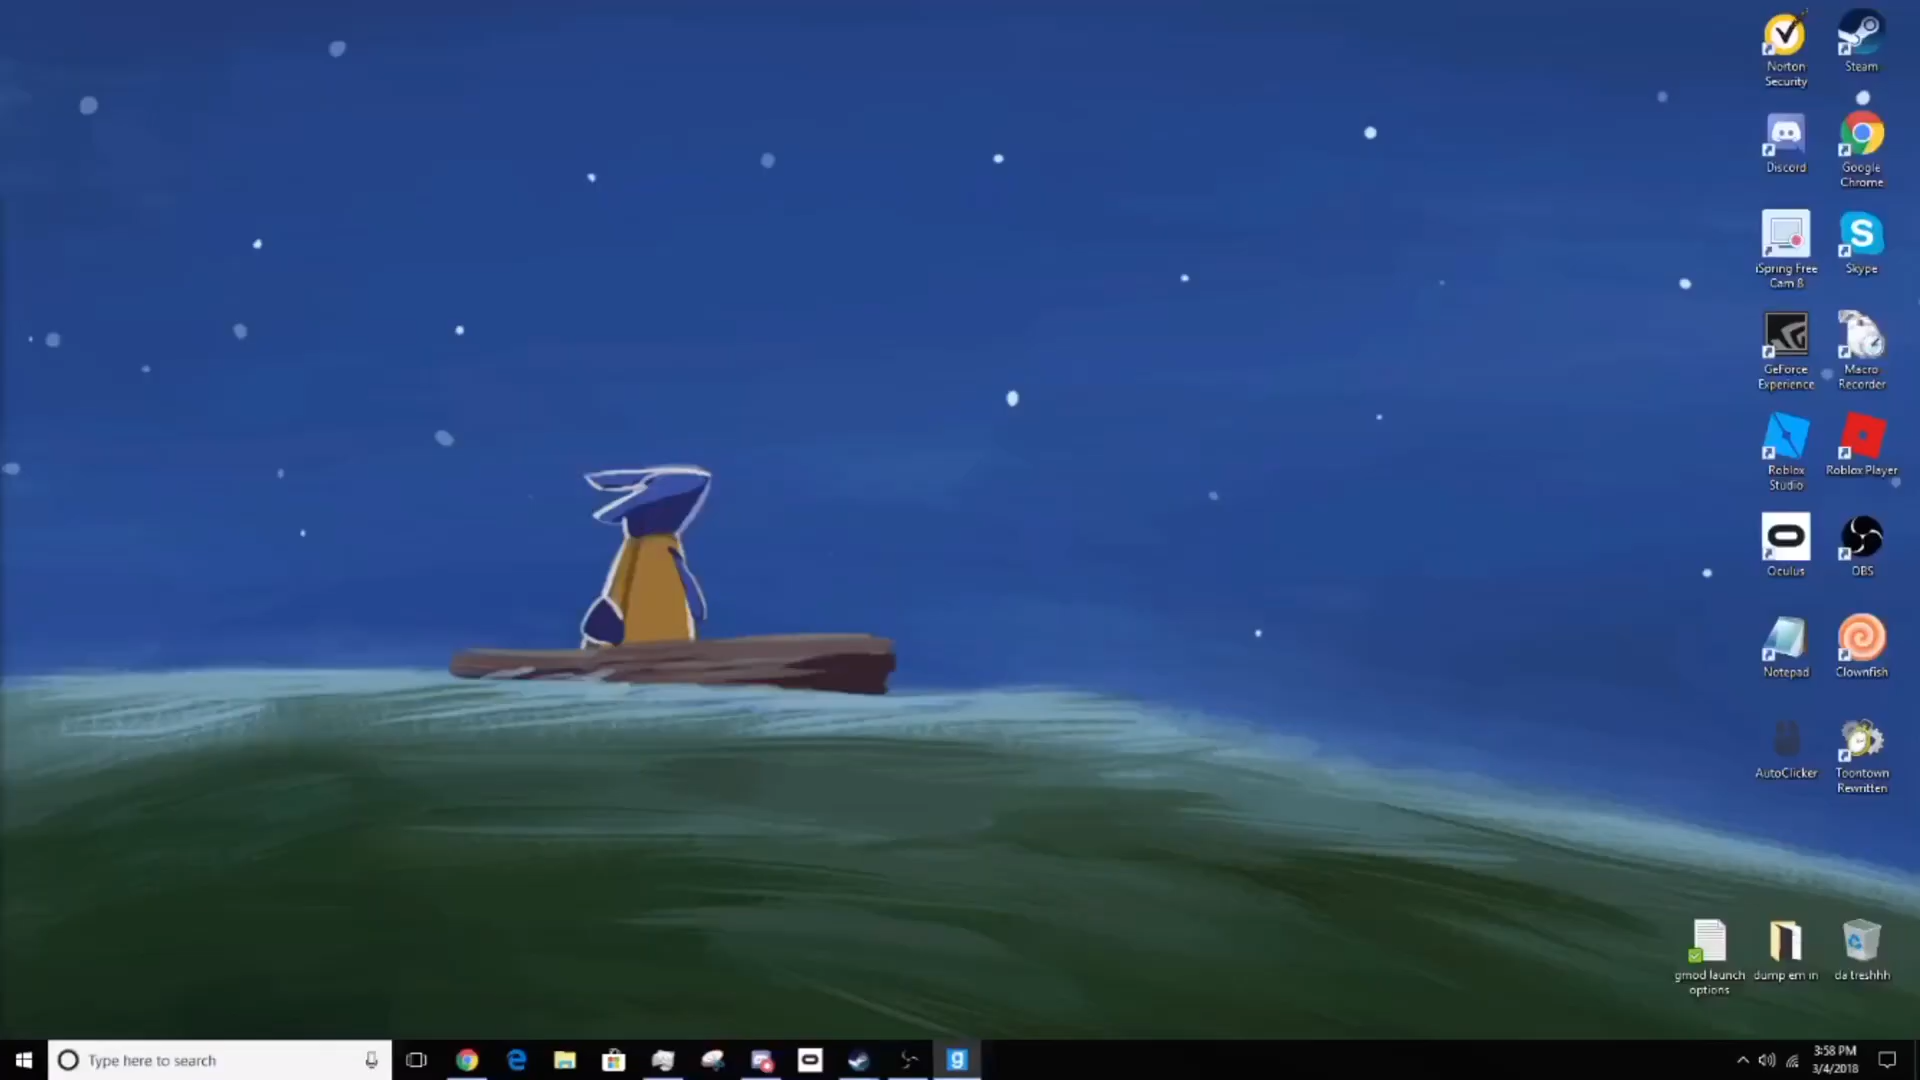 Norton
Security
Steam
Discord
Google
Chrome
iSpring Free
Cam 8
Skype
GeForce
Experience
Macro
Recorder
Roblox
Studio
Roblox Player
Oculus
OBS
Notepad
Clownfish
AutoClicker
Toontown
Rewritten
gmod launch
options
dump em in
da treshhh
Type here to search
3:58 PM
3/4/2018